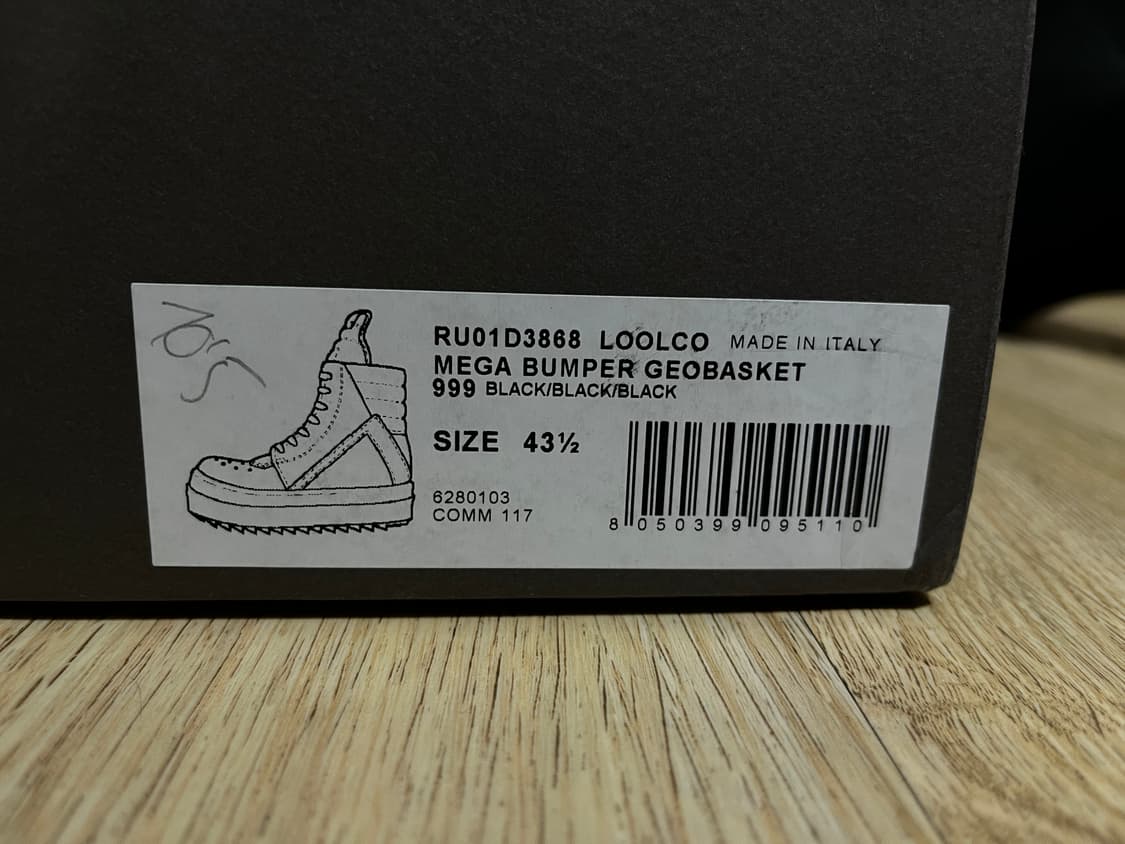 RU01D3868 LOOLCO MADE IN ITALY
MEGA BUMPER GEOBASKET
999 BLACK/BLACK/BLACK
SIZE 43½
6280103
COMM 117
8 050399 095110